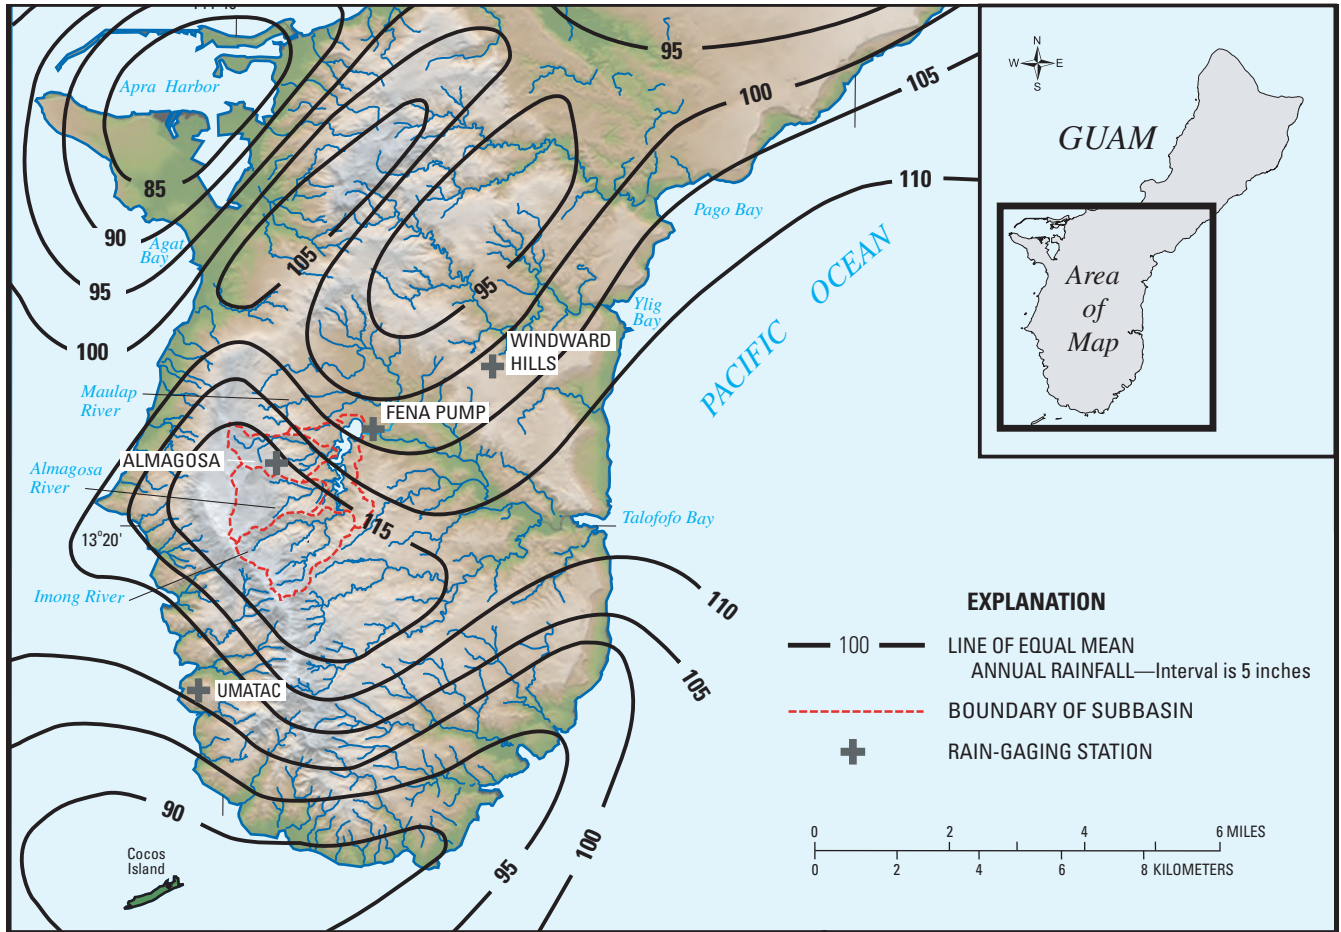 95
100
105
110
Apra Harbor
85
90
Agat
Bay
95
100
105
95
Pago Bay
Ylig
Bay
PACIFIC OCEAN
WINDWARD
HILLS
Maulap
River
FENA PUMP
ALMAGOSA
Almagosa
River
115
Talofofo Bay
13°20'
Imong River
110
105
UMATAC
90
95
100
Cocos
Island
N
W E
S
GUAM
Area
of
Map
EXPLANATION
100 LINE OF EQUAL MEAN
ANNUAL RAINFALL—Interval is 5 inches
BOUNDARY OF SUBBASIN
RAIN-GAGING STATION
0 2 4 6 MILES
0 2 4 6 8 KILOMETERS